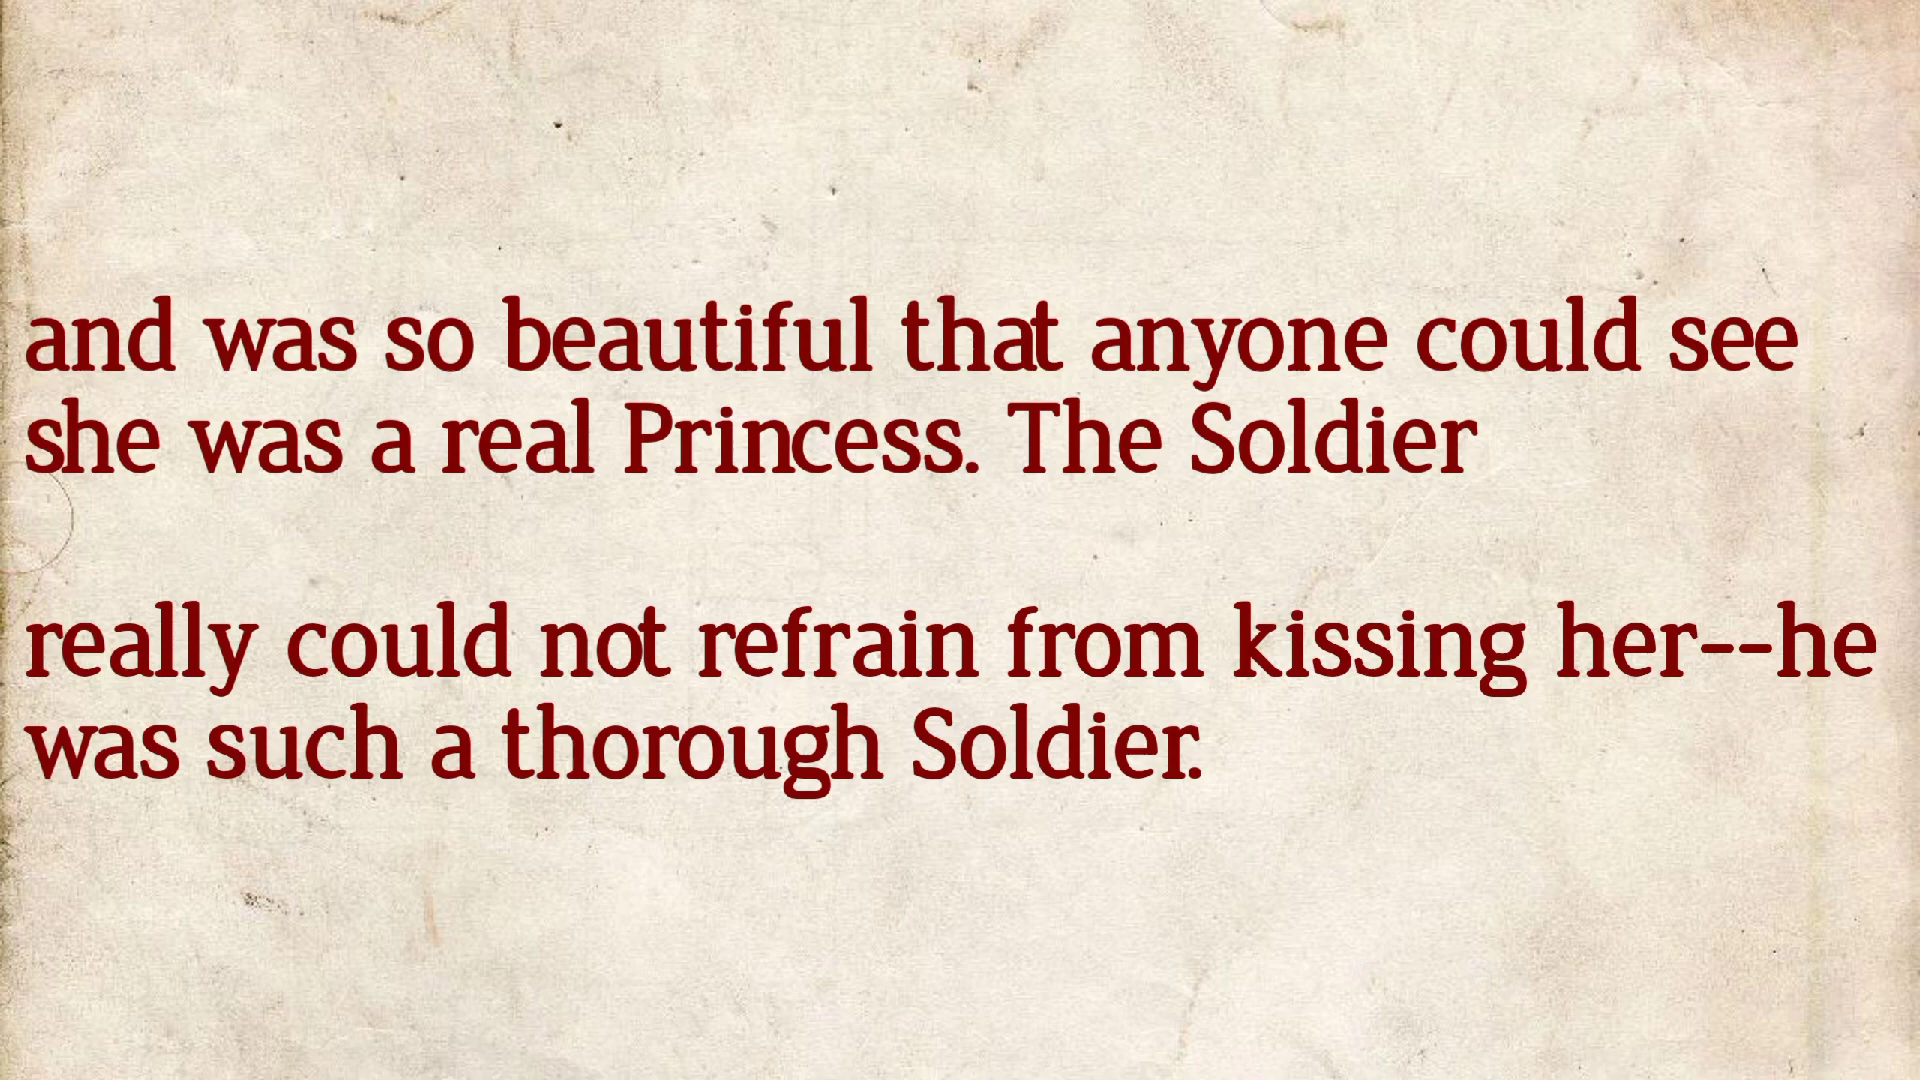 and was so beautiful that anyone could see
she was a real Princess. The Soldier
really could not refrain from kissing her--he
was such a thorough Soldier.